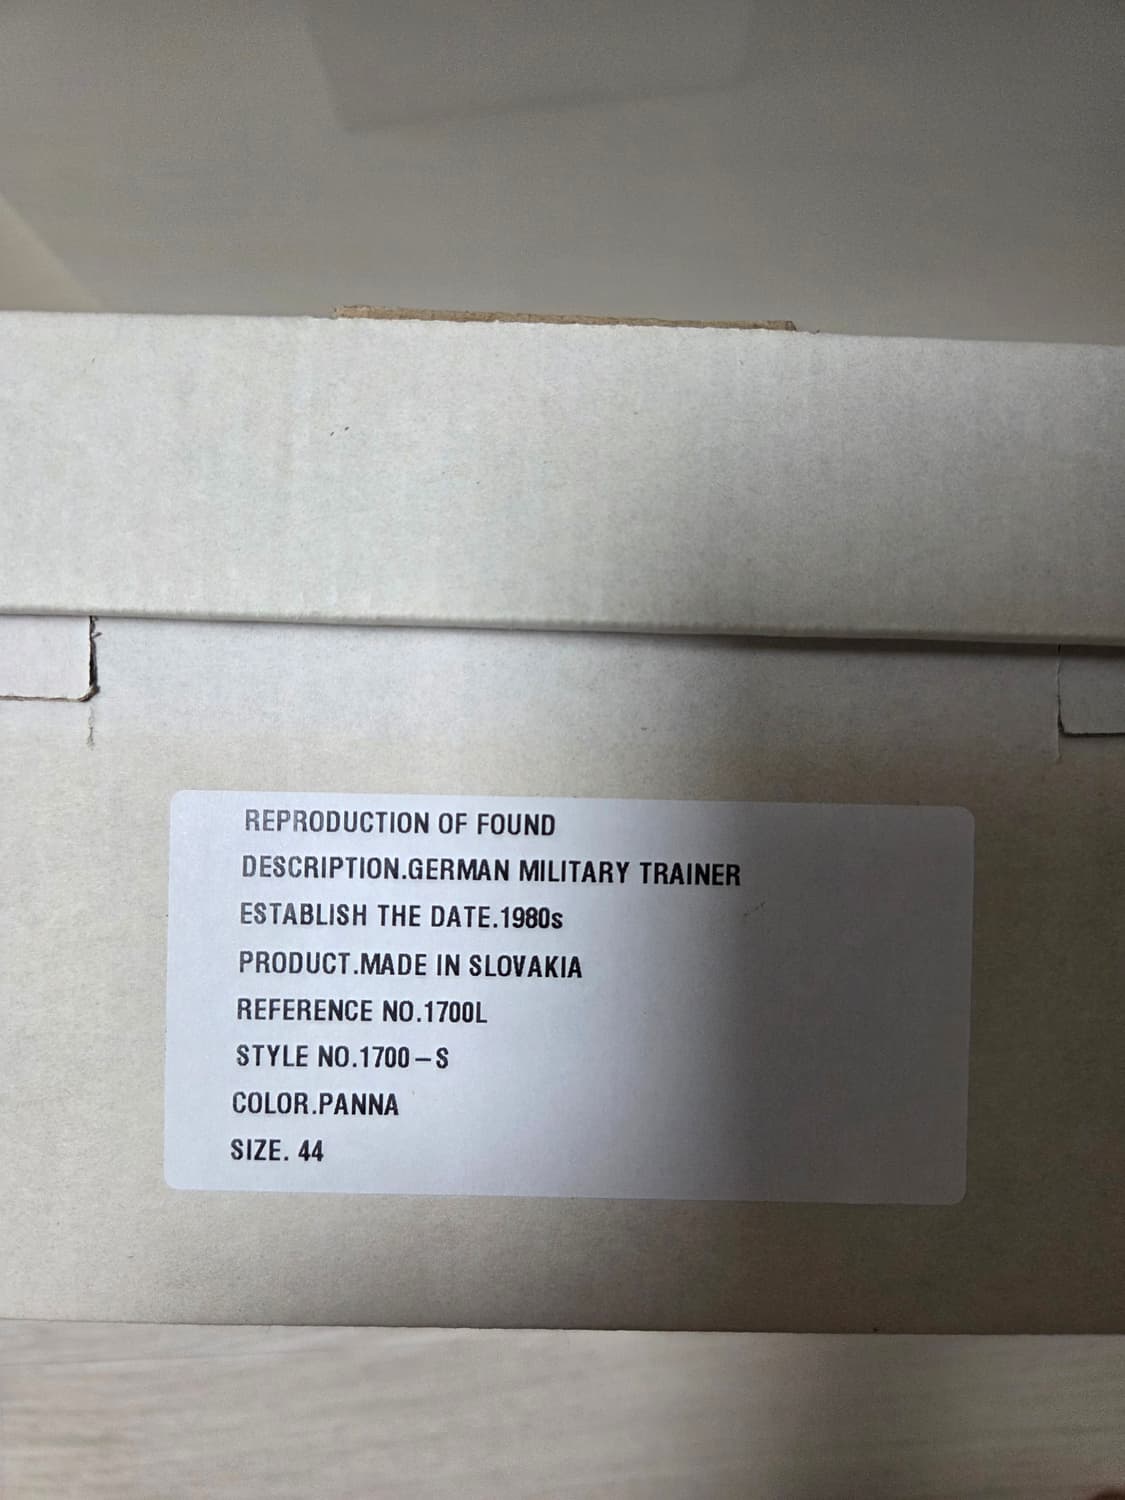 REPRODUCTION OF FOUND
DESCRIPTION.GERMAN MILITARY TRAINER
ESTABLISH THE DATE.1980s
PRODUCT.MADE IN SLOVAKIA
REFERENCE NO.1700L
STYLE NO.1700–S
COLOR.PANNA
SIZE. 44